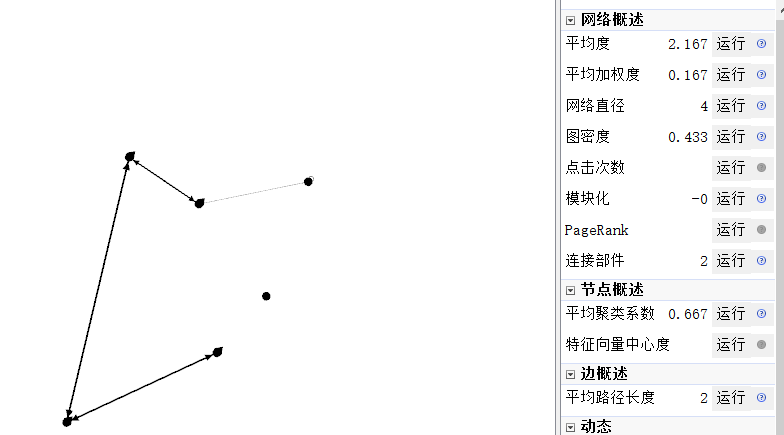 网络概述
平均度 2.167 运行
平均加权度 0.167 运行
网络直径 4 运行
图密度 0.433 运行
点击次数 运行
模块化 -0 运行
PageRank 运行
连接部件 2 运行
节点概述
平均聚类系数 0.667 运行
特征向量中心度 运行
边概述
平均路径长度 2 运行
动态